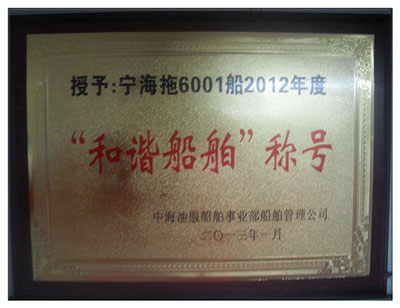 授予:宁海拖6001船2012年度
“和谐船舶”称号
中海油服船舶事业部船舶管理公司
二〇一三年一月